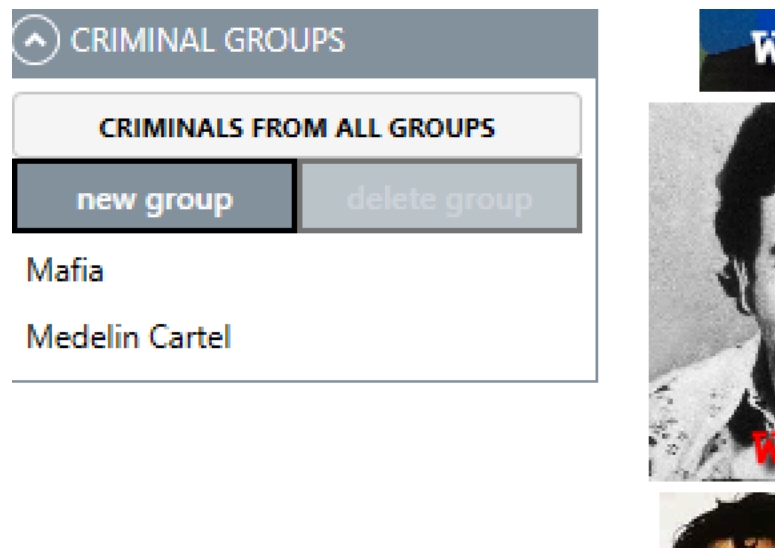 CRIMINAL GROUPS
CRIMINALS FROM ALL GROUPS
new group
delete group
Mafia
Medelin Cartel
W
W